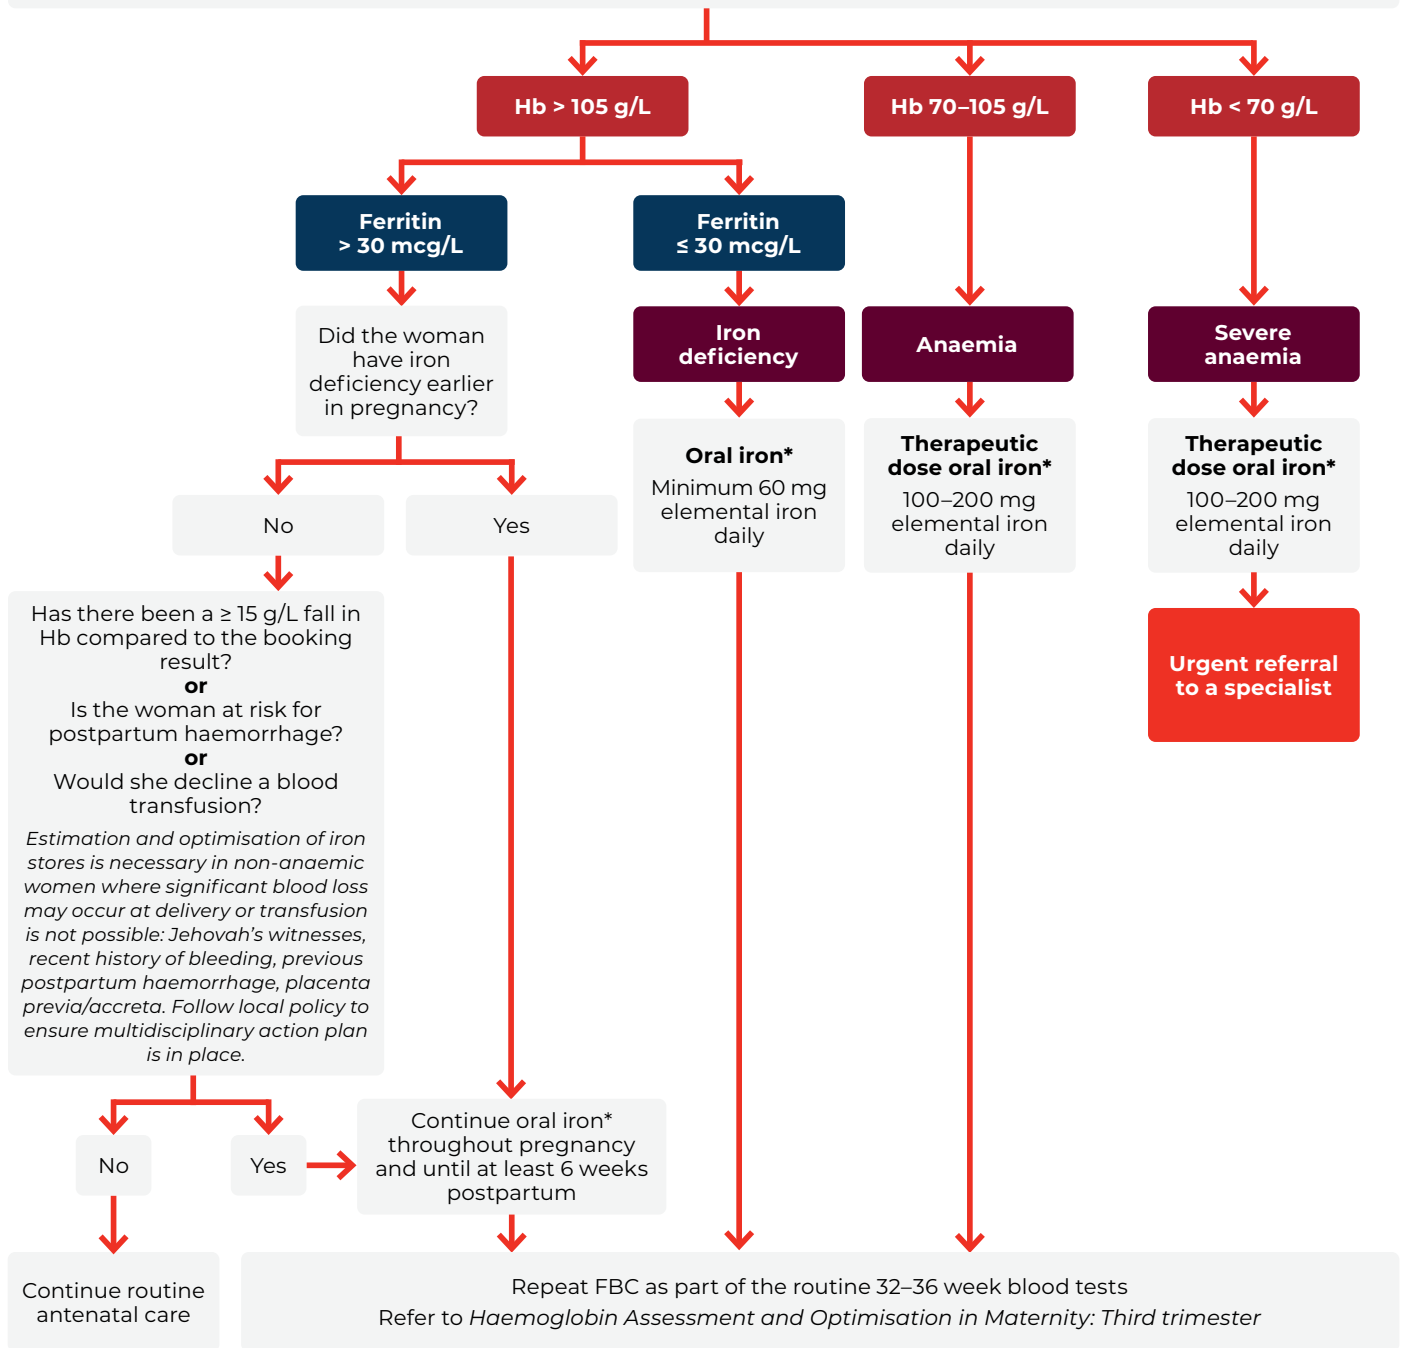 Hb > 105 g/L
Hb 70–105 g/L
Hb < 70 g/L
Ferritin
> 30 mcg/L
Ferritin
≤ 30 mcg/L
Did the woman
have iron
deficiency earlier
in pregnancy?
Iron
deficiency
Anaemia
Severe
anaemia
Oral iron*
Minimum 60 mg
elemental iron
daily
Therapeutic
dose oral iron*
100–200 mg
elemental iron
daily
Therapeutic
dose oral iron*
100–200 mg
elemental iron
daily
No
Yes
Urgent referral
to a specialist
Has there been a ≥ 15 g/L fall in
Hb compared to the booking
result?
or
Is the woman at risk for
postpartum haemorrhage?
or
Would she decline a blood
transfusion?
Estimation and optimisation of iron
stores is necessary in non-anaemic
women where significant blood loss
may occur at delivery or transfusion
is not possible: Jehovah’s witnesses,
recent history of bleeding, previous
postpartum haemorrhage, placenta
previa/accreta. Follow local policy to
ensure multidisciplinary action plan
is in place.
No
Yes
Continue oral iron*
throughout pregnancy
and until at least 6 weeks
postpartum
Continue routine
antenatal care
Repeat FBC as part of the routine 32–36 week blood tests
Refer to Haemoglobin Assessment and Optimisation in Maternity: Third trimester